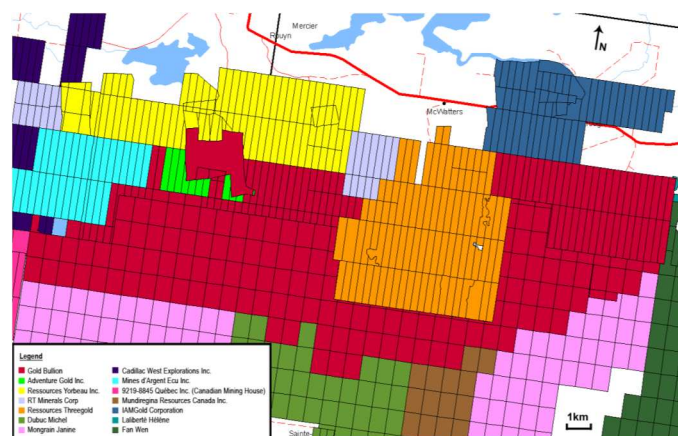 Mercier
Rouyn
N
McWatters
Legend
Gold Bullion
Adventure Gold Inc.
Ressources Yorbeau Inc.
RT Minerals Corp
Ressources Threegold
Dubuc Michel
Mongrain Janine
Cadillac West Explorations Inc.
Mines d'Argent Ecu Inc.
9219-8845 Québec Inc. (Canadian Mining House)
Mundiregina Resources Canada Inc.
IAMGold Corporation
Laliberté Hélène
Fan Wen
1km
Sainte-